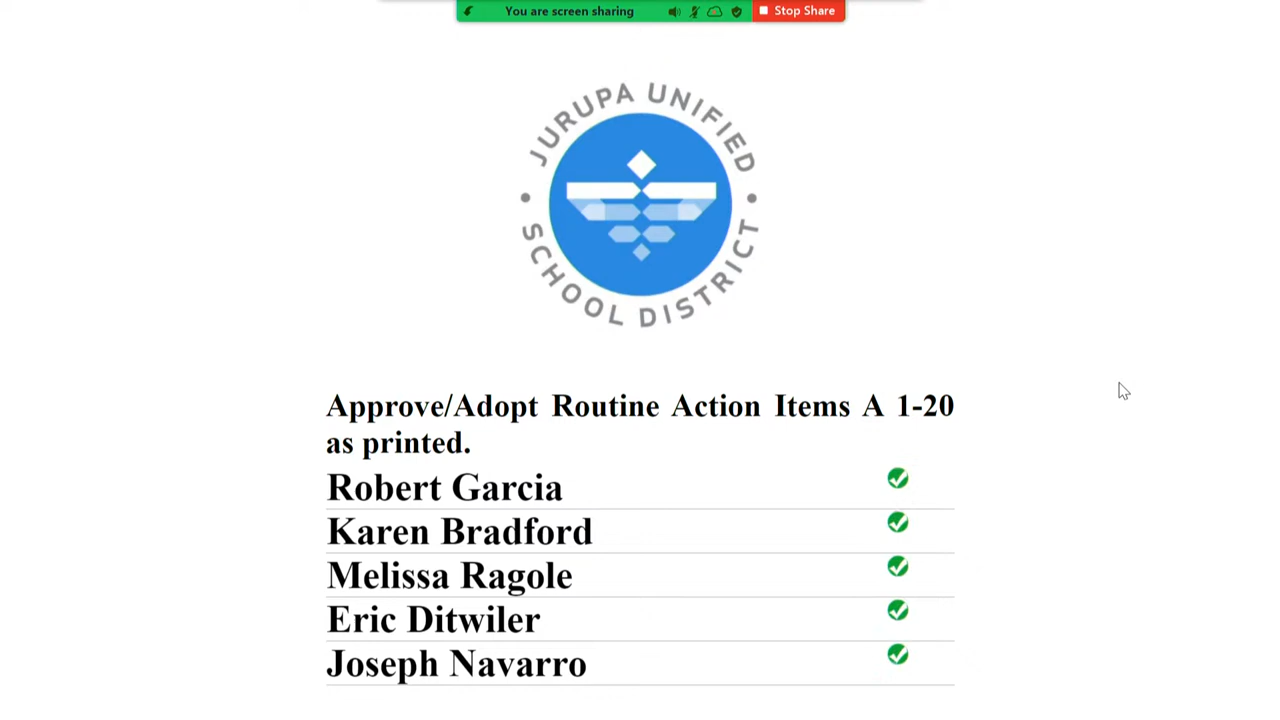 You are screen sharing
Stop Share
JURUPA UNIFIED
SCHOOL DISTRICT
Approve/Adopt Routine Action Items A 1-20
as printed.
Robert Garcia
Karen Bradford
Melissa Ragole
Eric Ditwiler
Joseph Navarro